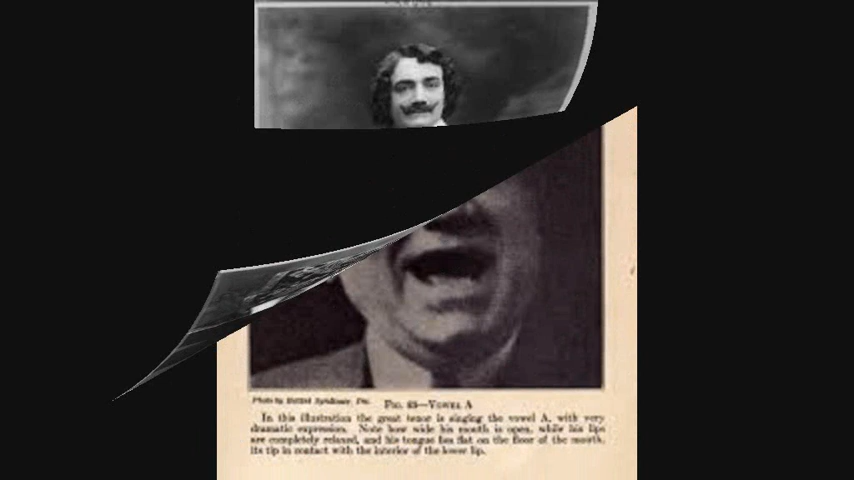 FIG. 63—VOWEL A
In this illustration the great tenor is singing the vowel A, with very
dramatic expression. Note how wide his mouth is open, while his lips
are completely relaxed, and his tongue lies flat on the floor of the mouth,
its tip in contact with the interior of the lower lip.